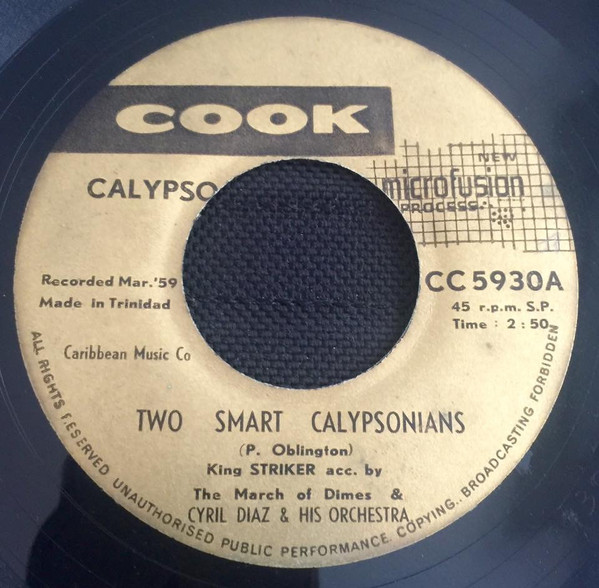 COOK
CALYPSO
NEW
microfusion
PROCESS
Recorded Mar.'59
Made in Trinidad
CC 5930A
45 r.p.m. S.P.
Time : 2 : 50
Caribbean Music Co
TWO SMART CALYPSONIANS
(P. Oblington)
King STRIKER acc. by
The March of Dimes &
CYRIL DIAZ & HIS ORCHESTRA
ALL RIGHTS RESERVED UNAUTHORISED PUBLIC PERFORMANCE. COPYING.. BROADCASTING FORBIDDEN